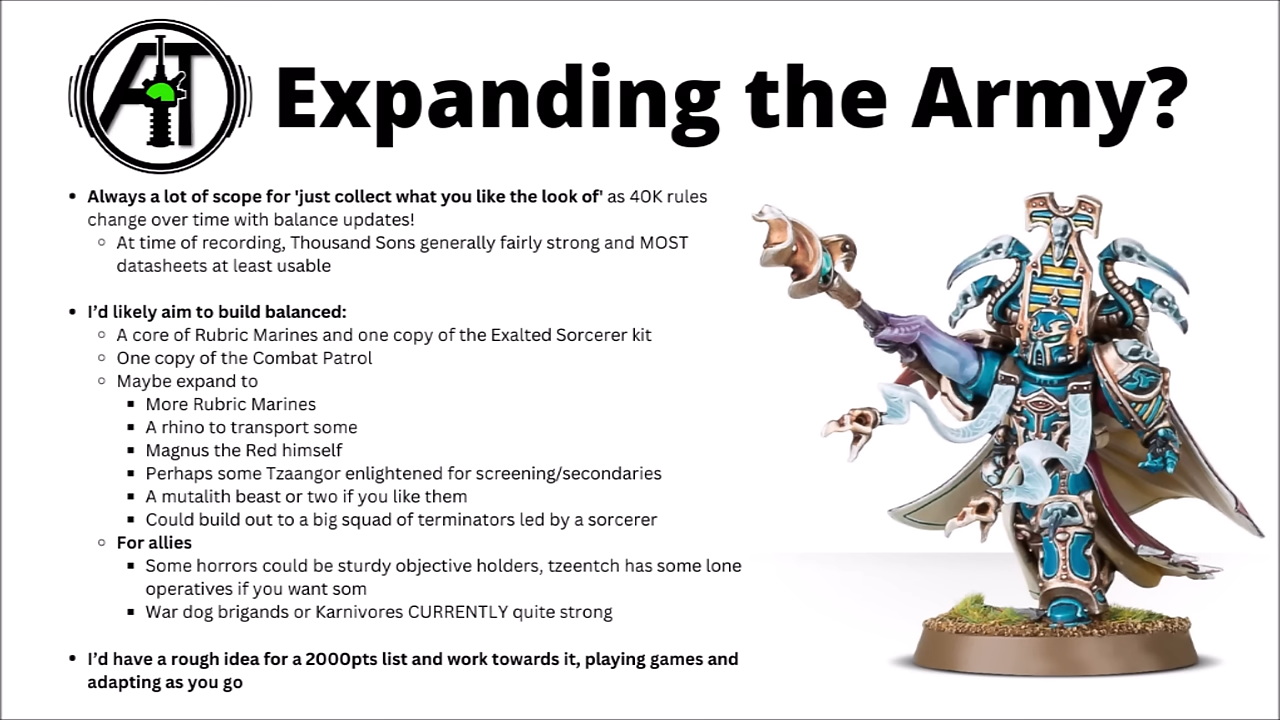 AT
Expanding the Army?
• Always a lot of scope for 'just collect what you like the look of' as 40K rules
change over time with balance updates!
○ At time of recording, Thousand Sons generally fairly strong and MOST
datasheets at least usable
• I'd likely aim to build balanced:
○ A core of Rubric Marines and one copy of the Exalted Sorcerer kit
○ One copy of the Combat Patrol
○ Maybe expand to
▪ More Rubric Marines
▪ A rhino to transport some
▪ Magnus the Red himself
▪ Perhaps some Tzaangor enlightened for screening/secondaries
▪ A mutalith beast or two if you like them
▪ Could build out to a big squad of terminators led by a sorcerer
○ For allies
▪ Some horrors could be sturdy objective holders, tzeentch has some lone
operatives if you want som
▪ War dog brigands or Karnivores CURRENTLY quite strong
• I'd have a rough idea for a 2000pts list and work towards it, playing games and
adapting as you go